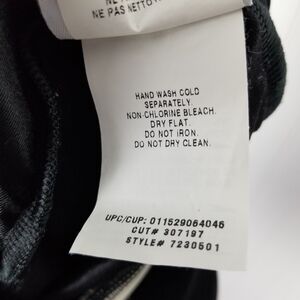 NE PAS NETTOY
HAND WASH COLD
SEPARATELY.
NON-CHLORINE BLEACH.
DRY FLAT.
DO NOT IRON.
DO NOT DRY CLEAN.
UPC/CUP: 011529064046
CUT# 307197
STYLE# 7230501